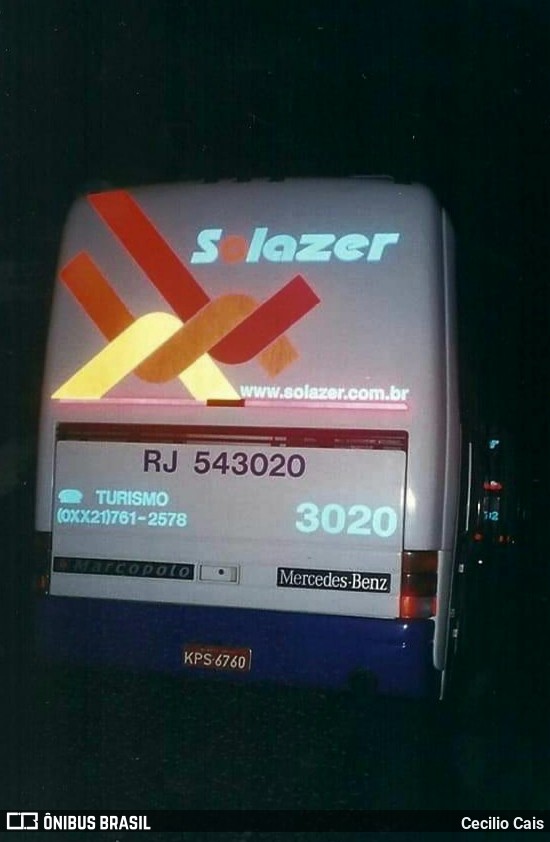 Solazer
www.solazer.com.br
RJ 543020
TURISMO
(0XX21)761-2578
3020
Marcopolo
Mercedes-Benz
KPS·6760
ÔNIBUS BRASIL
Cecilio Cais